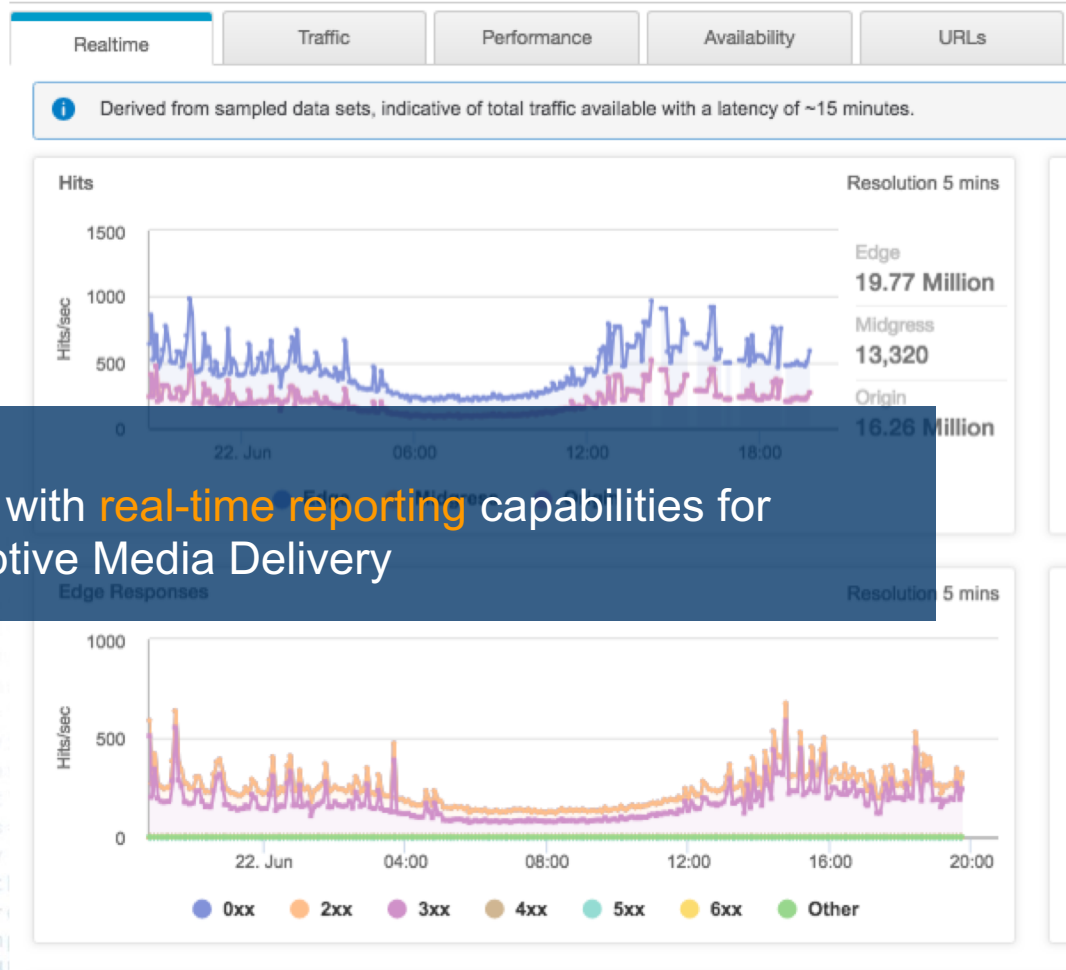 Realtime Traffic Performance Availability URLs
Derived from sampled data sets, indicative of total traffic available with a latency of ~15 minutes.
Hits Resolution 5 mins
1500
1000
500
0
Hits/sec
22. Jun 06:00 12:00 18:00
Edge
19.77 Million
Midgress
13,320
Origin
16.26 Million
Edge Midgress Origin
with real-time reporting capabilities for
ptive Media Delivery
Edge Responses Resolution 5 mins
1000
500
0
Hits/sec
22. Jun 04:00 08:00 12:00 16:00 20:00
0xx 2xx 3xx 4xx 5xx 6xx Other